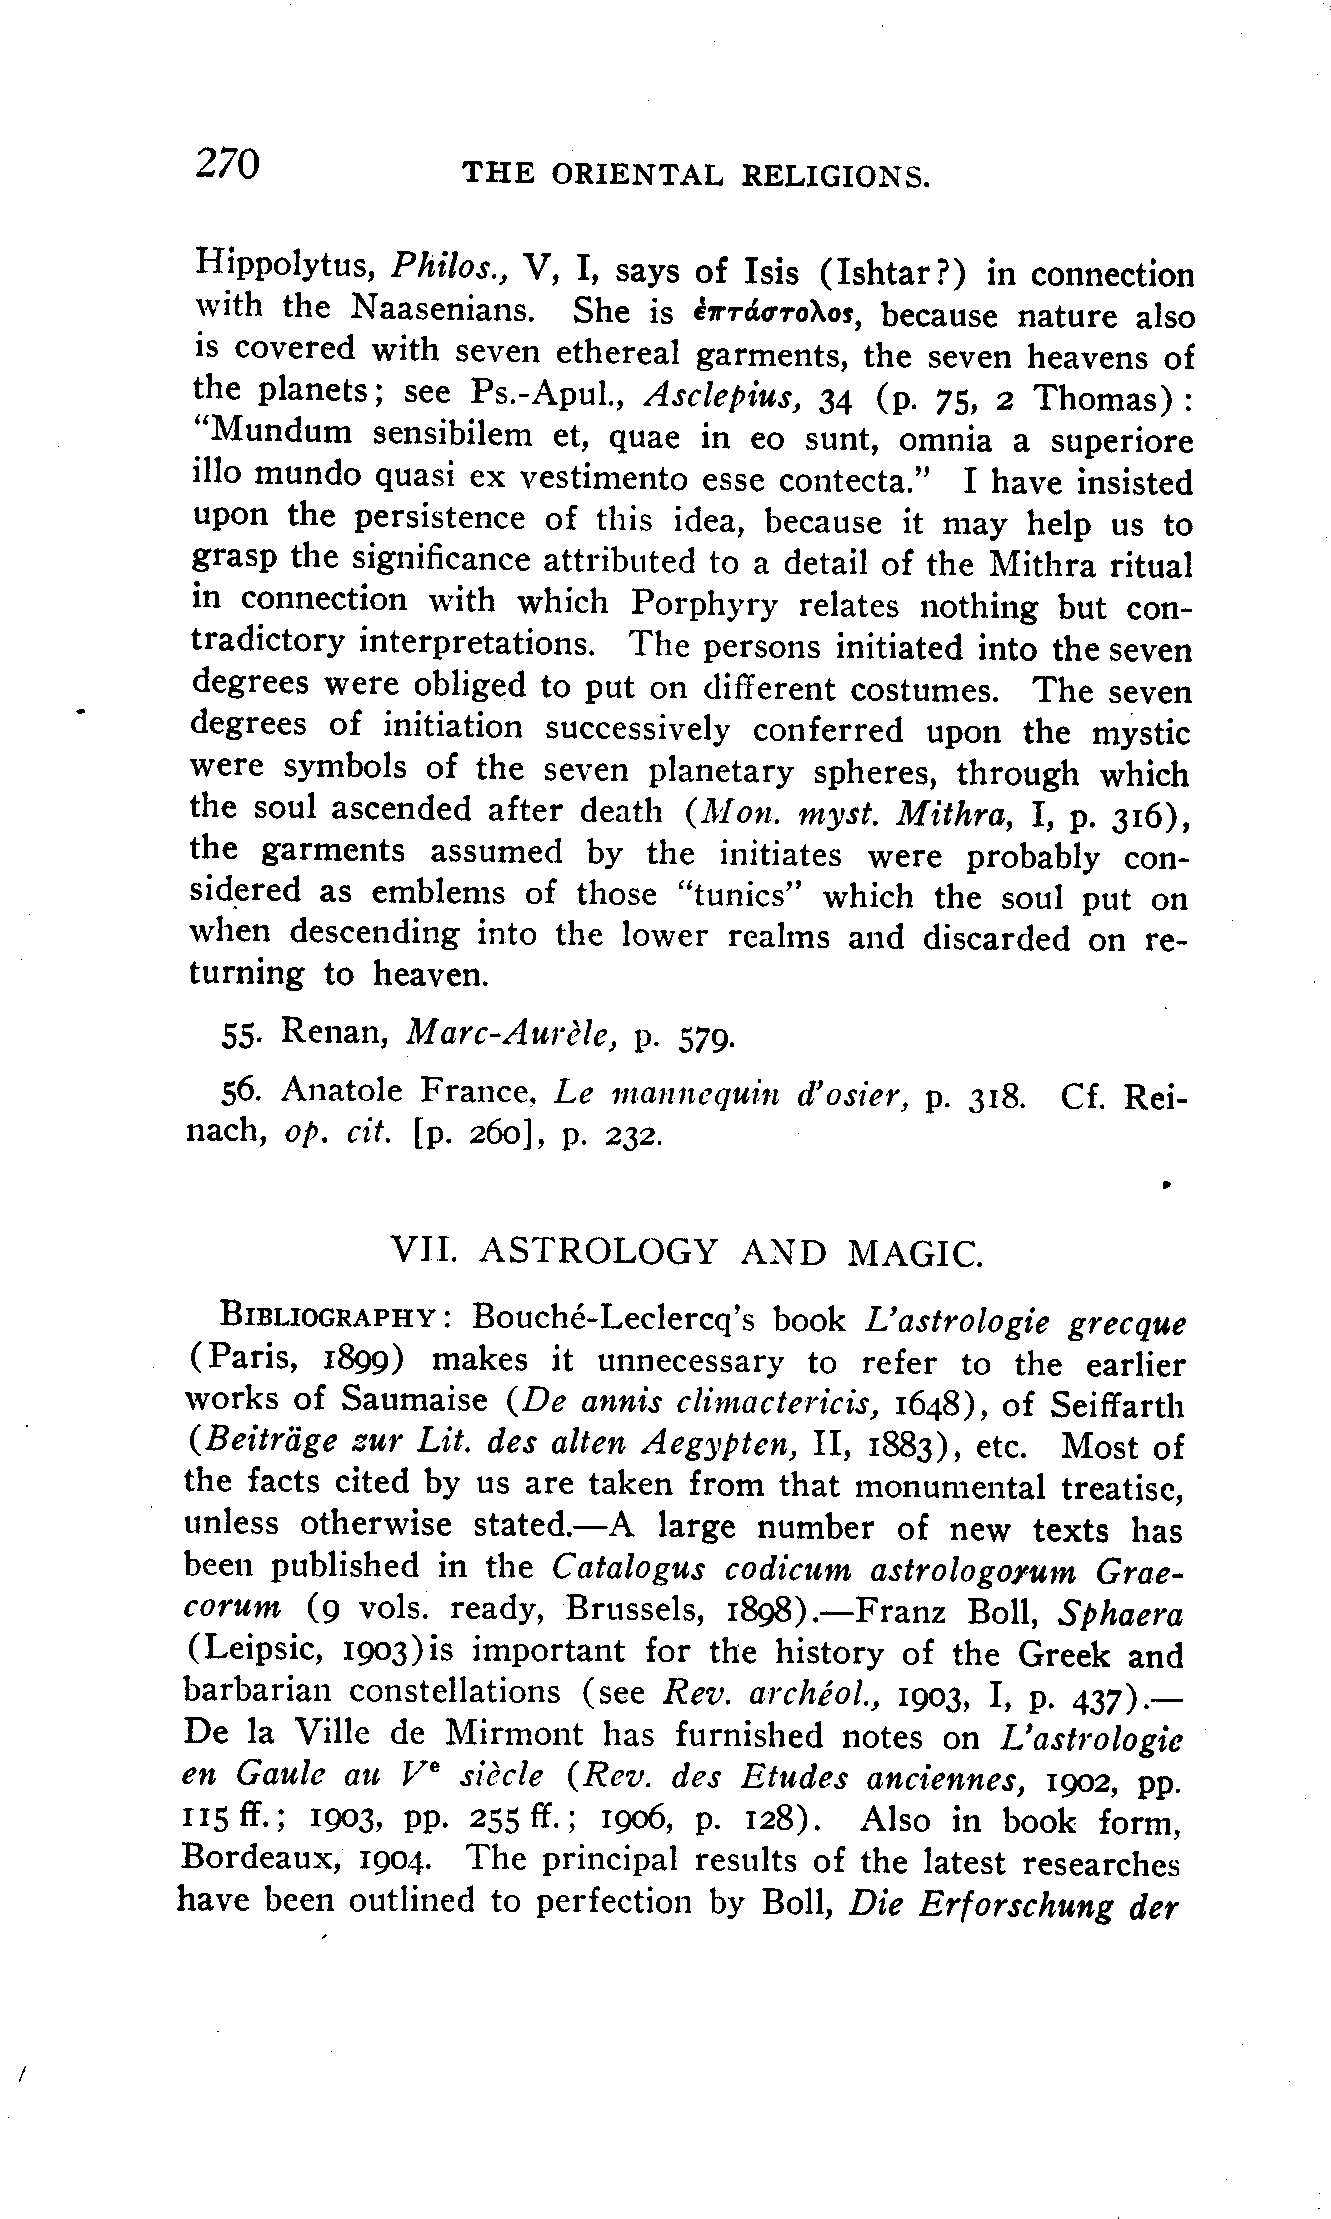 270
THE ORIENTAL RELIGIONS.
Hippolytus, Philos., V, I, says of Isis (Ishtar?) in connection
with the Naasenians. She is ἐπτάστολος, because nature also
is covered with seven ethereal garments, the seven heavens of
the planets; see Ps.-Apul., Asclepius, 34 (p. 75, 2 Thomas) :
“Mundum sensibilem et, quae in eo sunt, omnia a superiore
illo mundo quasi ex vestimento esse contecta.” I have insisted
upon the persistence of this idea, because it may help us to
grasp the significance attributed to a detail of the Mithra ritual
in connection with which Porphyry relates nothing but con-
tradictory interpretations. The persons initiated into the seven
degrees were obliged to put on different costumes. The seven
degrees of initiation successively conferred upon the mystic
were symbols of the seven planetary spheres, through which
the soul ascended after death (Mon. myst. Mithra, I, p. 316),
the garments assumed by the initiates were probably con-
sidered as emblems of those “tunics” which the soul put on
when descending into the lower realms and discarded on re-
turning to heaven.
55. Renan, Marc-Aurèle, p. 579.
56. Anatole France, Le mannequin d’osier, p. 318. Cf. Rei-
nach, op. cit. [p. 260], p. 232.
VII. ASTROLOGY AND MAGIC.
BIBLIOGRAPHY: Bouché-Leclercq’s book L’astrologie grecque
(Paris, 1899) makes it unnecessary to refer to the earlier
works of Saumaise (De annis climactericis, 1648), of Seiffarth
(Beiträge zur Lit. des alten Aegypten, II, 1883), etc. Most of
the facts cited by us are taken from that monumental treatise,
unless otherwise stated.—A large number of new texts has
been published in the Catalogus codicum astrologorum Grae-
corum (9 vols. ready, Brussels, 1898).—Franz Boll, Sphaera
(Leipsic, 1903)is important for the history of the Greek and
barbarian constellations (see Rev. archéol., 1903, I, p. 437).—
De la Ville de Mirmont has furnished notes on L’astrologie
en Gaule au Vᵉ siècle (Rev. des Etudes anciennes, 1902, pp.
115 ff.; 1903, pp. 255 ff.; 1906, p. 128). Also in book form,
Bordeaux, 1904. The principal results of the latest researches
have been outlined to perfection by Boll, Die Erforschung der